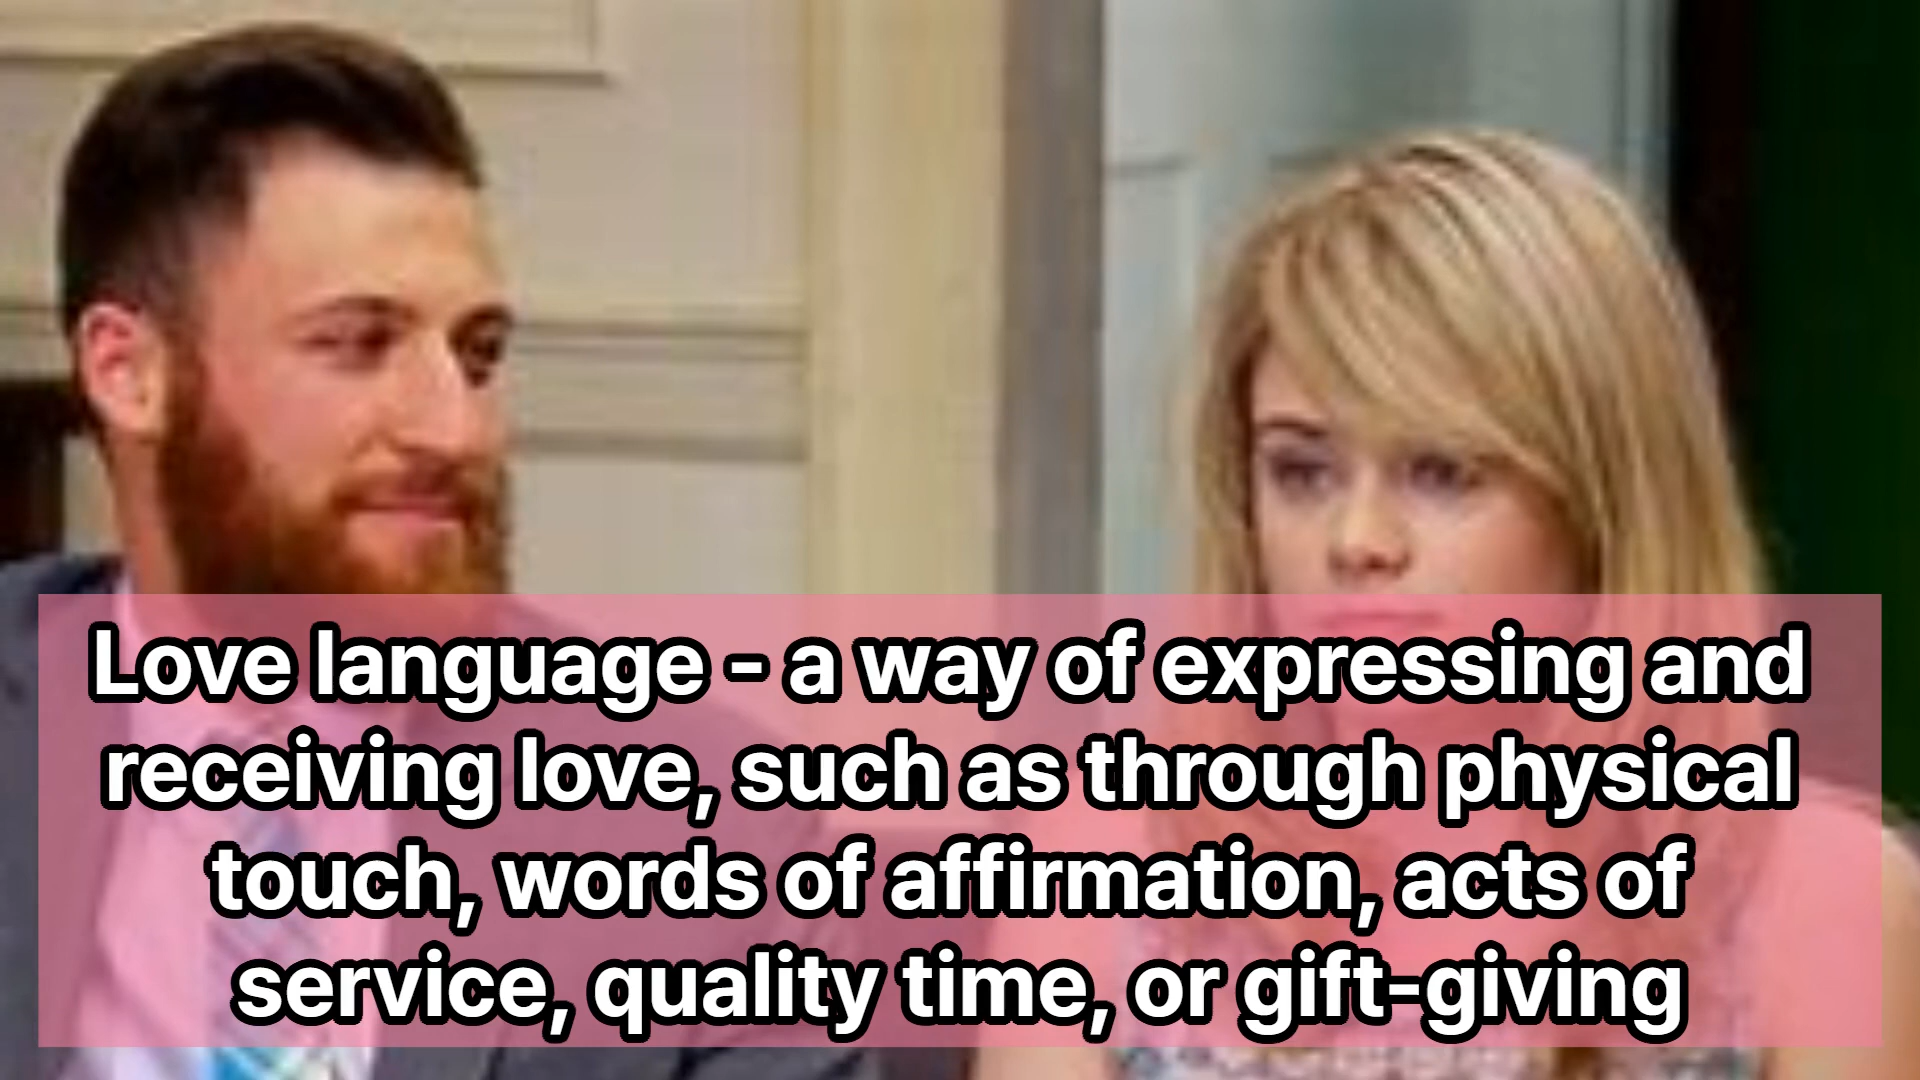 Love language - a way of expressing and
receiving love, such as through physical
touch, words of affirmation, acts of
service, quality time, or gift-giving